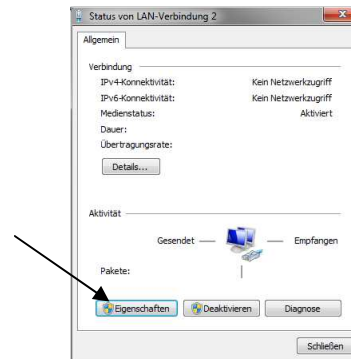 Status von LAN-Verbindung 2
Allgemein
Verbindung
IPv4-Konnektivität: Kein Netzwerkzugriff
IPv6-Konnektivität: Kein Netzwerkzugriff
Medienstatus: Aktiviert
Dauer:
Übertragungsrate:
Details...
Aktivität
Gesendet Empfangen
Pakete:
Eigenschaften Deaktivieren Diagnose
Schließen